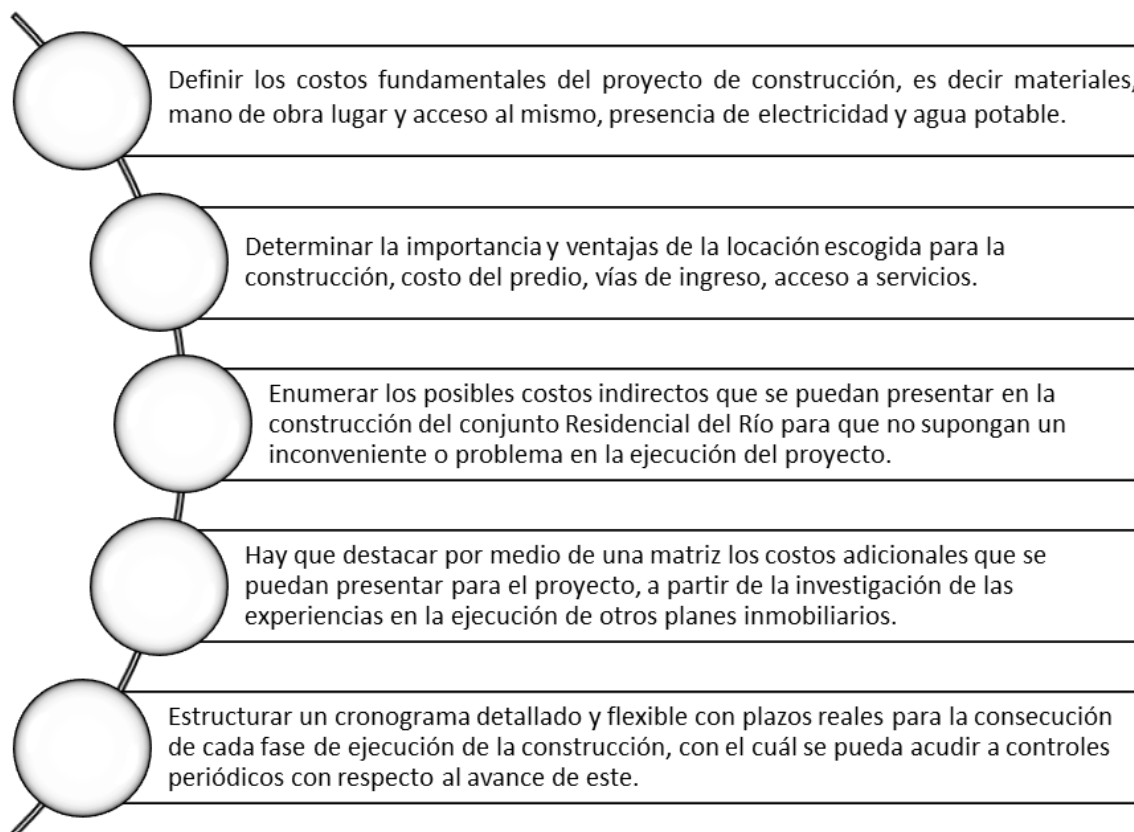 Definir los costos fundamentales del proyecto de construcción, es decir materiales,
mano de obra lugar y acceso al mismo, presencia de electricidad y agua potable.
Determinar la importancia y ventajas de la locación escogida para la
construcción, costo del predio, vías de ingreso, acceso a servicios.
Enumerar los posibles costos indirectos que se puedan presentar en la
construcción del conjunto Residencial del Río para que no supongan un
inconveniente o problema en la ejecución del proyecto.
Hay que destacar por medio de una matriz los costos adicionales que se
puedan presentar para el proyecto, a partir de la investigación de las
experiencias en la ejecución de otros planes inmobiliarios.
Estructurar un cronograma detallado y flexible con plazos reales para la consecución
de cada fase de ejecución de la construcción, con el cuál se pueda acudir a controles
periódicos con respecto al avance de este.